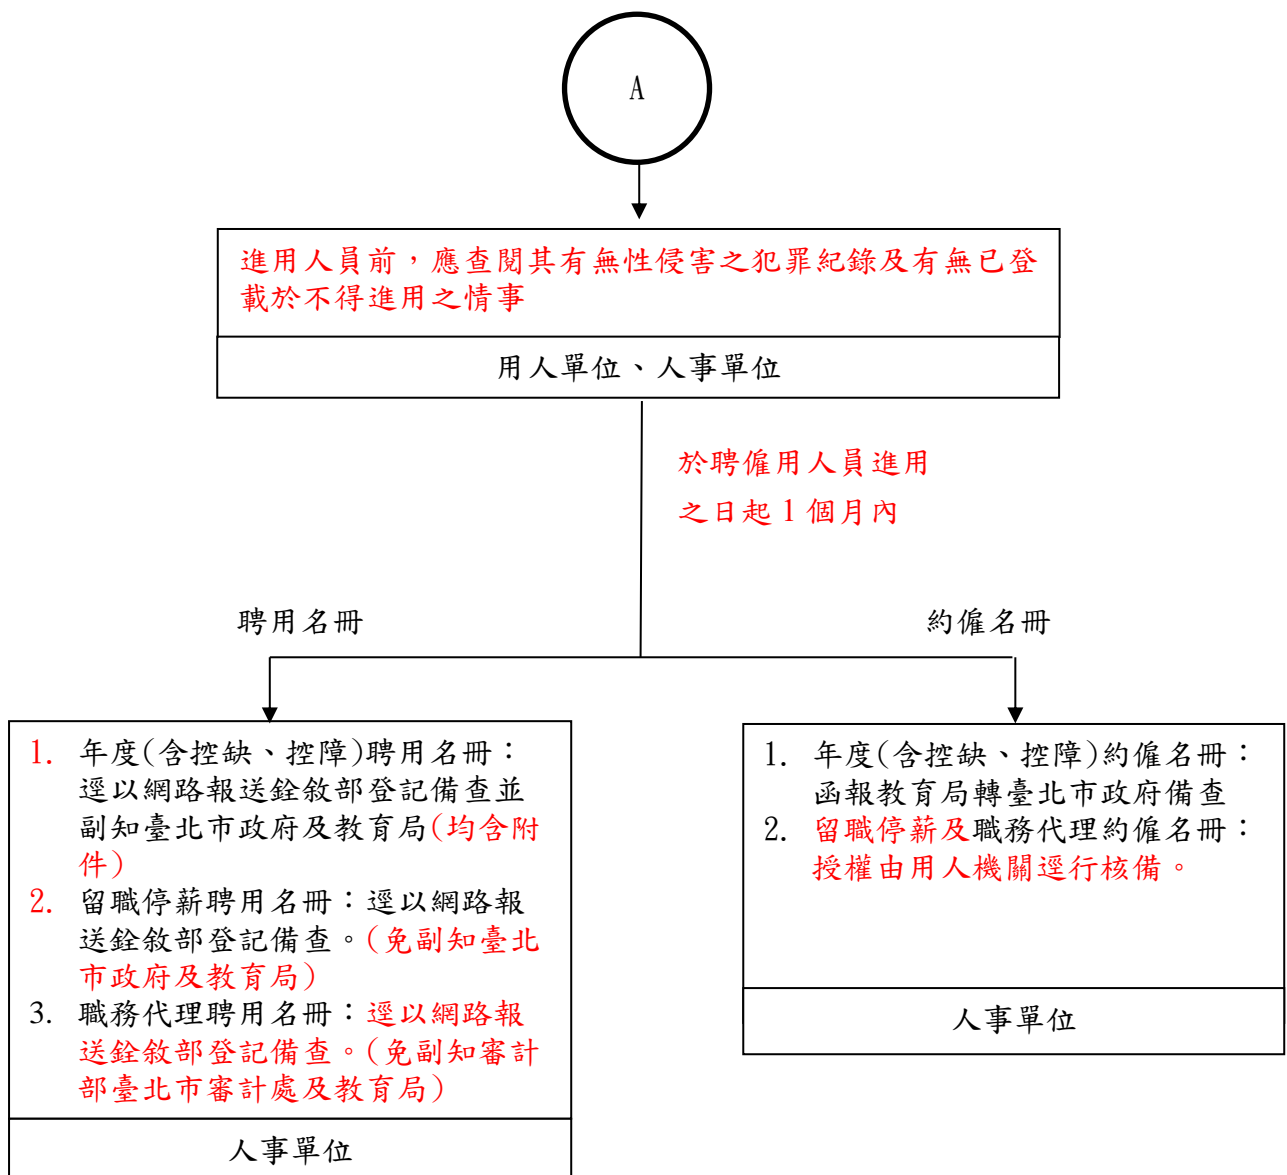 A
進用人員前，應查閱其有無性侵害之犯罪紀錄及有無已登
載於不得進用之情事
用人單位、人事單位
於聘僱用人員進用
之日起1個月內
聘用名冊
約僱名冊
1. 年度(含控缺、控障)聘用名冊：
逕以網路報送銓敘部登記備查並
副知臺北市政府及教育局(均含附
件)
2. 留職停薪聘用名冊：逕以網路報
送銓敘部登記備查。(免副知臺北
市政府及教育局)
3. 職務代理聘用名冊：逕以網路報
送銓敘部登記備查。(免副知審計
部臺北市審計處及教育局)
人事單位
1. 年度(含控缺、控障)約僱名冊：
函報教育局轉臺北市政府備查
2. 留職停薪及職務代理約僱名冊：
授權由用人機關逕行核備。
人事單位